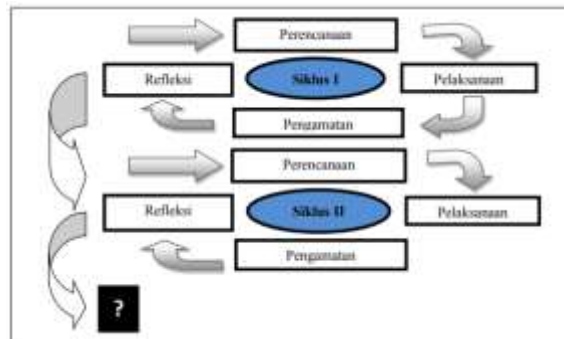 Perencanaan
Refleksi
Siklus I
Pelaksanaan
Pengamatan
Perencanaan
Refleksi
Siklus II
Pelaksanaan
Pengamatan
?